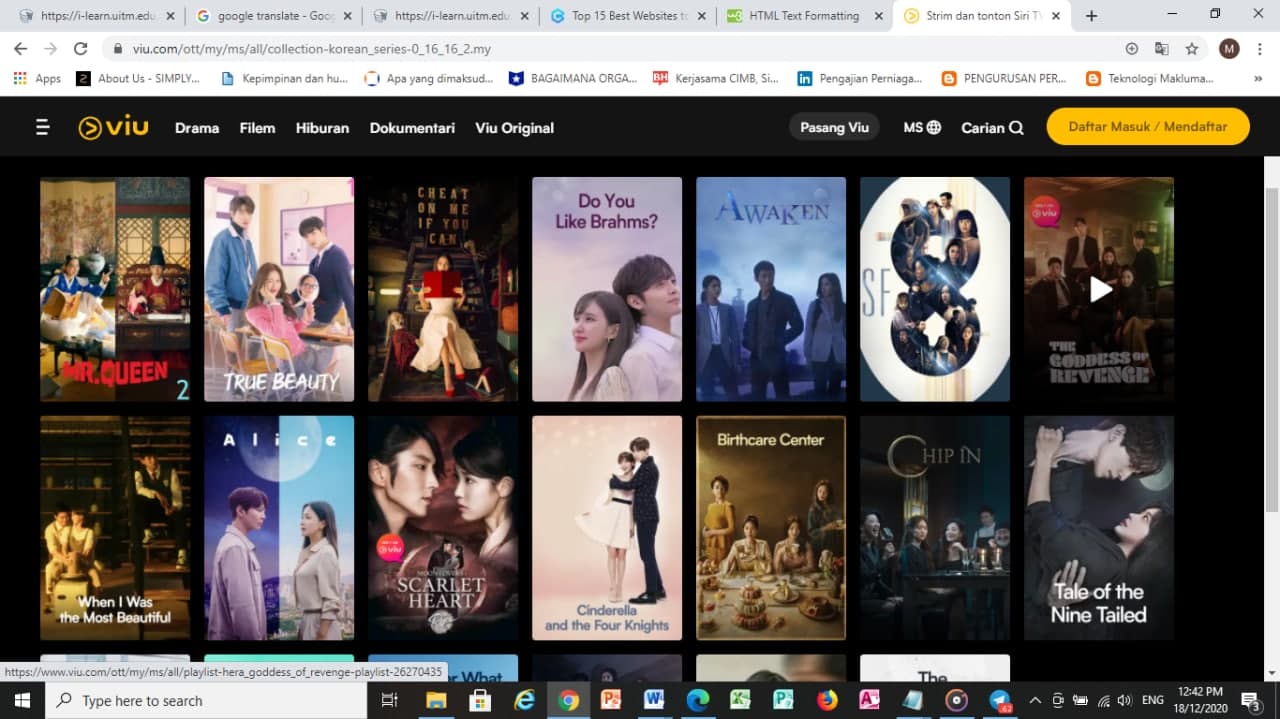 https://i-learn.uitm.edu.
google translate - Goog
https://i-learn.uitm.edu.
Top 15 Best Websites to
HTML Text Formatting
Strim dan tonton Siri TV
viu.com/ott/my/ms/all/collection-korean_series-0_16_16_2.my
M
Apps
About Us - SIMPLY...
Kepimpinan dan hu...
Apa yang dimaksud...
BAGAIMANA ORGA...
BH
Kerjasama CIMB, Si...
in
Pengajian Perniaga...
PENGURUSAN PER...
Teknologi Makluma...
»
viu
Drama
Filem
Hiburan
Dokumentari
Viu Original
Pasang Viu
MS
Carian
Daftar Masuk / Mendaftar
MR.QUEEN
2
TRUE BEAUTY
CHEAT
ON ME
IF YOU
CAN
Do You
Like Brahms?
AWAKEN
SF
8
viu
THE
GODDESS OF
REVENGE
When I Was
the Most Beautiful
Alice
viu
SCARLET
HEART
Cinderella
and the Four Knights
Birthcare Center
CHIP IN
Tale of the
Nine Tailed
https://www.viu.com/ott/my/ms/all/playlist-hera_goddess_of_revenge-playlist-26270435
r What
The
Type here to search
62
ENG
12:42 PM
18/12/2020
3